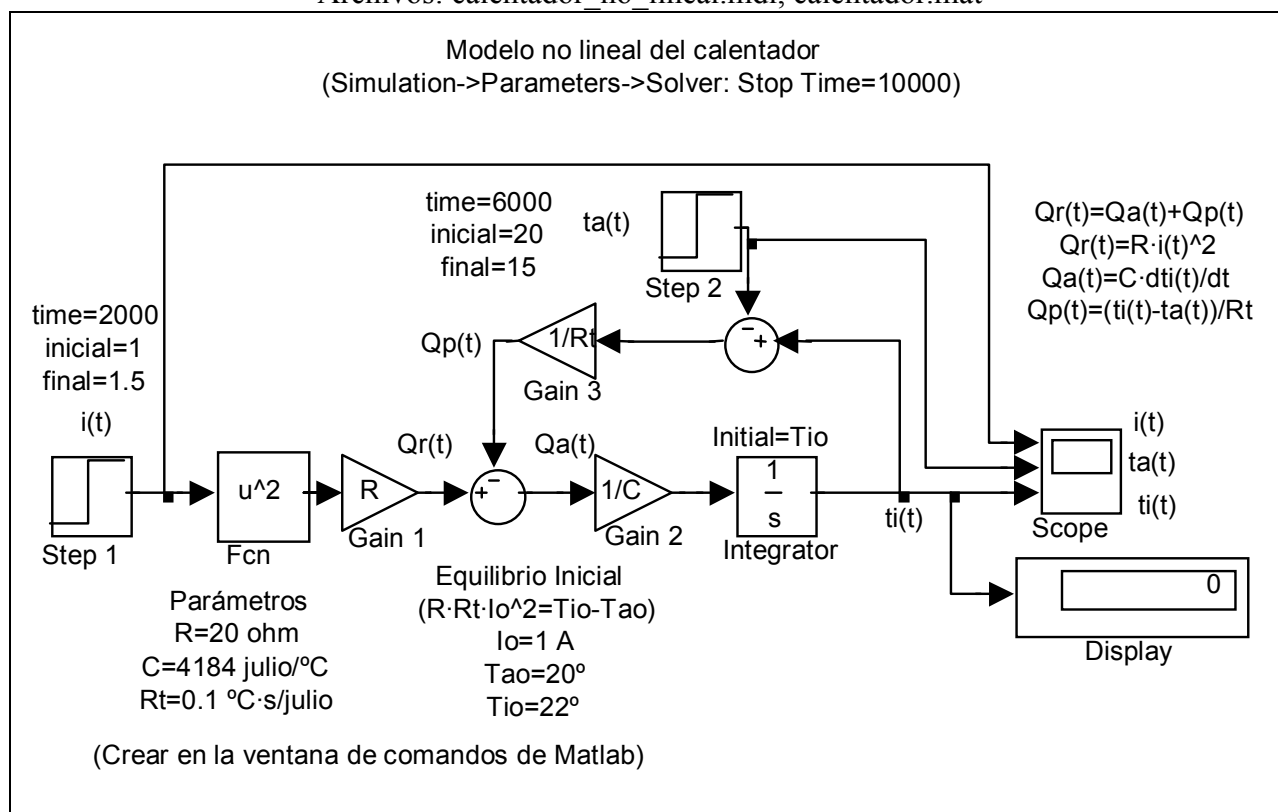 Archivos: calentador_no_lineal.mdl, calentador.mat
Modelo no lineal del calentador
(Simulation->Parameters->Solver: Stop Time=10000)
time=6000
inicial=20
final=15
ta(t)
Step 2
Qr(t)=Qa(t)+Qp(t)
Qr(t)=R·i(t)^2
Qa(t)=C·dti(t)/dt
Qp(t)=(ti(t)-ta(t))/Rt
time=2000
inicial=1
final=1.5
i(t)
Qp(t)
1/Rt
Gain 3
Step 1
u^2
Fcn
R
Gain 1
Qr(t)
Qa(t)
1/C
Gain 2
Initial=Tio
1
s
Integrator
ti(t)
i(t)
ta(t)
ti(t)
Scope
0
Display
Parámetros
R=20 ohm
C=4184 julio/ºC
Rt=0.1 ºC·s/julio
Equilibrio Inicial
(R·Rt·Io^2=Tio-Tao)
Io=1 A
Tao=20º
Tio=22º
(Crear en la ventana de comandos de Matlab)